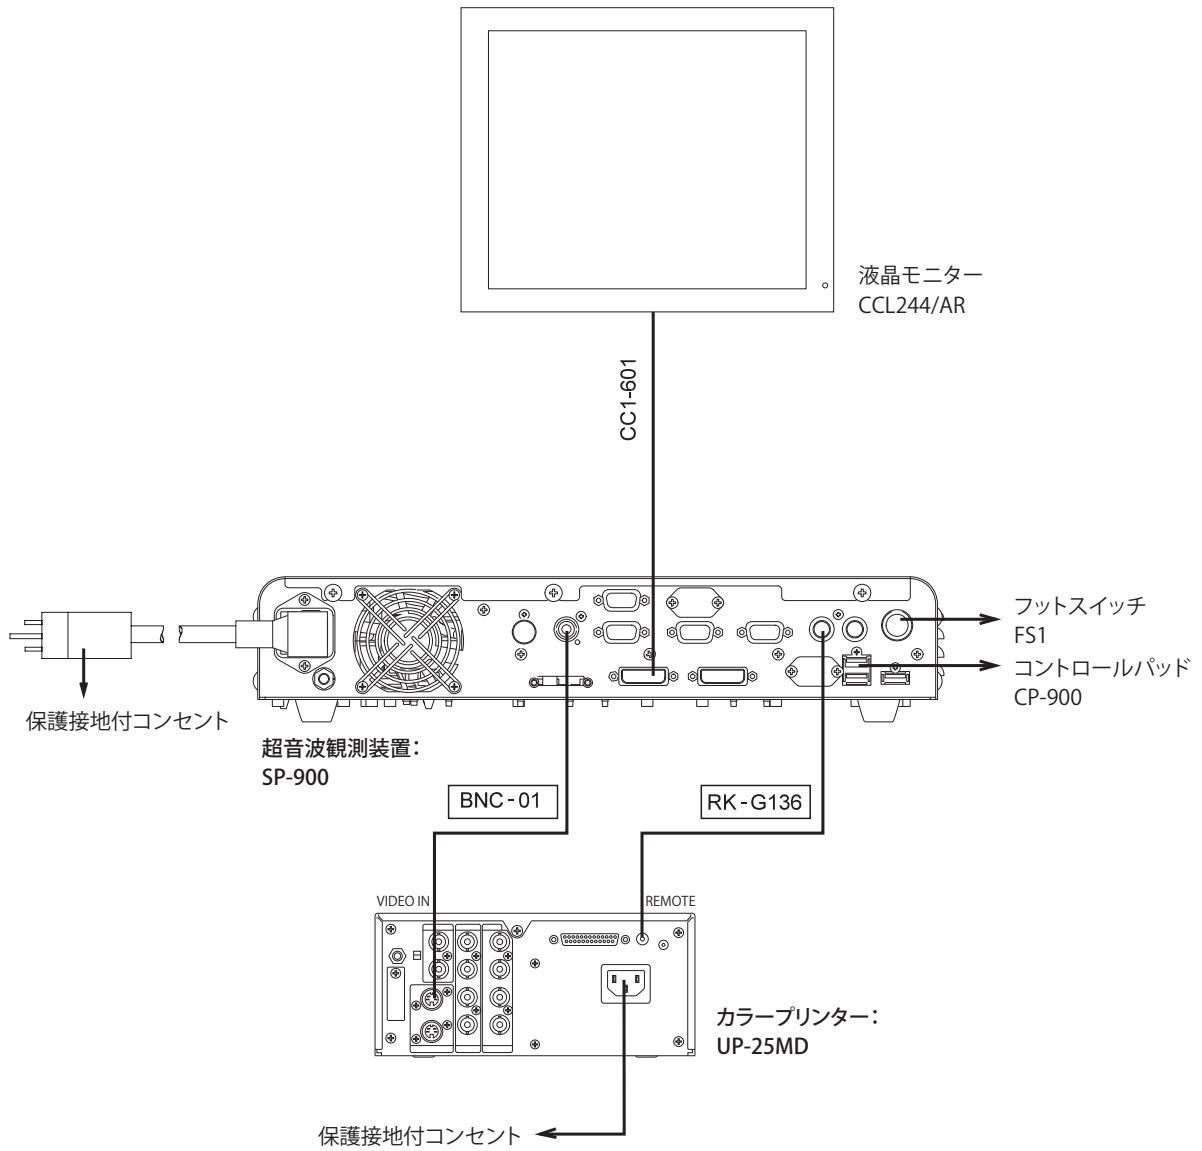 液晶モニター
CCL244/AR
CC1-601
フットスイッチ
FS1
コントロールパッド
CP-900
保護接地付コンセント
超音波観測装置：
SP-900
BNC-01
RK-G136
VIDEO IN
REMOTE
カラープリンター：
UP-25MD
保護接地付コンセント